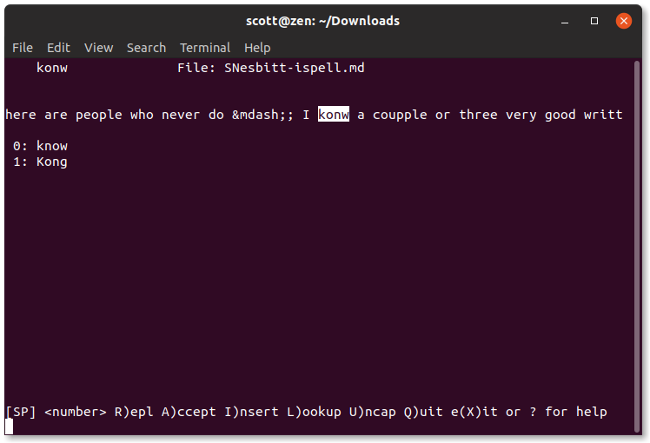 scott@zen: ~/Downloads
File Edit View Search Terminal Help
konw File: SNesbitt-ispell.md
here are people who never do &mdash;; I konw a coupple or three very good writt
0: know
1: Kong
[SP] <number> R)epl A)ccept I)nsert L)ookup U)ncap Q)uit e(X)it or ? for help